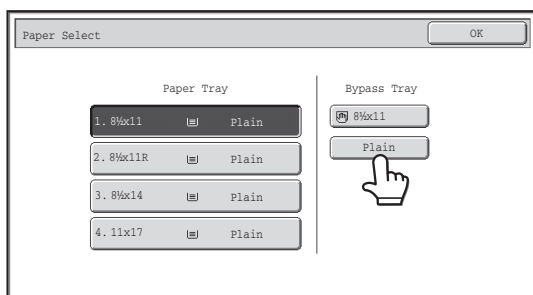 Paper Select OK
Paper Tray Bypass Tray
1. 8½x11 Plain 8½x11
2. 8½x11R Plain Plain
3. 8½x14 Plain
4. 11x17 Plain